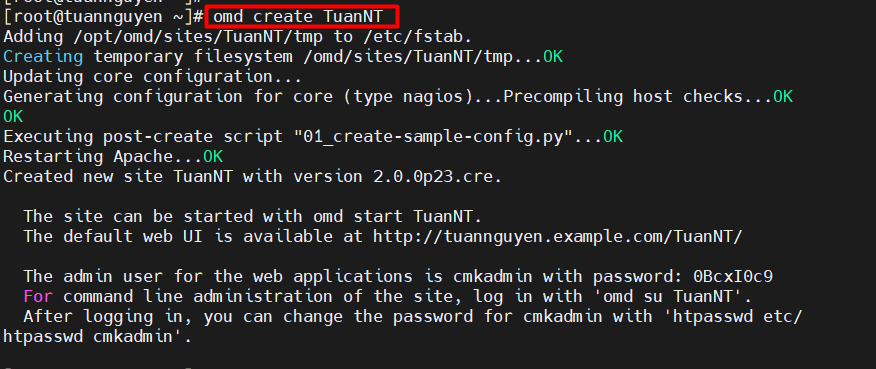 [root@tuannguyen ~]# omd create TuanNT
Adding /opt/omd/sites/TuanNT/tmp to /etc/fstab.
Creating temporary filesystem /omd/sites/TuanNT/tmp...OK
Updating core configuration...
Generating configuration for core (type nagios)...Precompiling host checks...OK
OK
Executing post-create script "01_create-sample-config.py"...OK
Restarting Apache...OK
Created new site TuanNT with version 2.0.0p23.cre.
The site can be started with omd start TuanNT.
The default web UI is available at http://tuannguyen.example.com/TuanNT/
The admin user for the web applications is cmkadmin with password: 0BcxI0c9
For command line administration of the site, log in with 'omd su TuanNT'.
After logging in, you can change the password for cmkadmin with 'htpasswd etc/
htpasswd cmkadmin'.